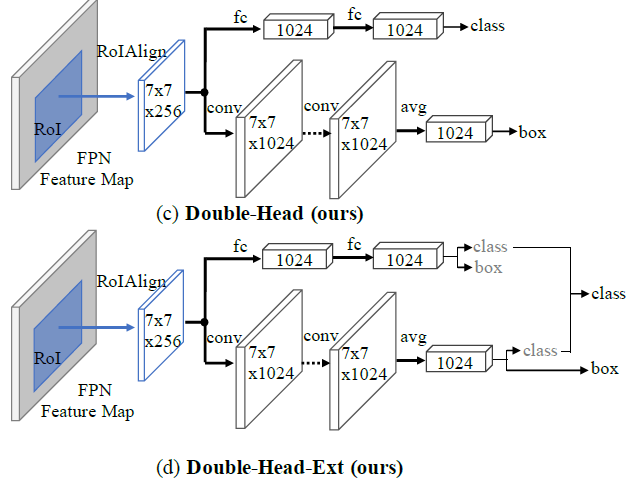 fc
fc
1024
1024
class
RoIAlign
7x7
x256
conv
conv
avg
RoI
7x7
x1024
7x7
x1024
1024
box
FPN
Feature Map
(c) Double-Head (ours)
fc
fc
1024
1024
class
box
RoIAlign
class
7x7
x256
conv
conv
avg
RoI
7x7
x1024
7x7
x1024
1024
class
box
FPN
Feature Map
(d) Double-Head-Ext (ours)